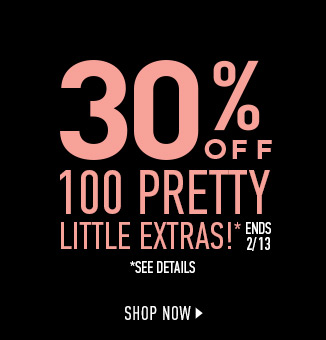 30% OFF
100 PRETTY
LITTLE EXTRAS!* ENDS 2/13
*SEE DETAILS
SHOP NOW